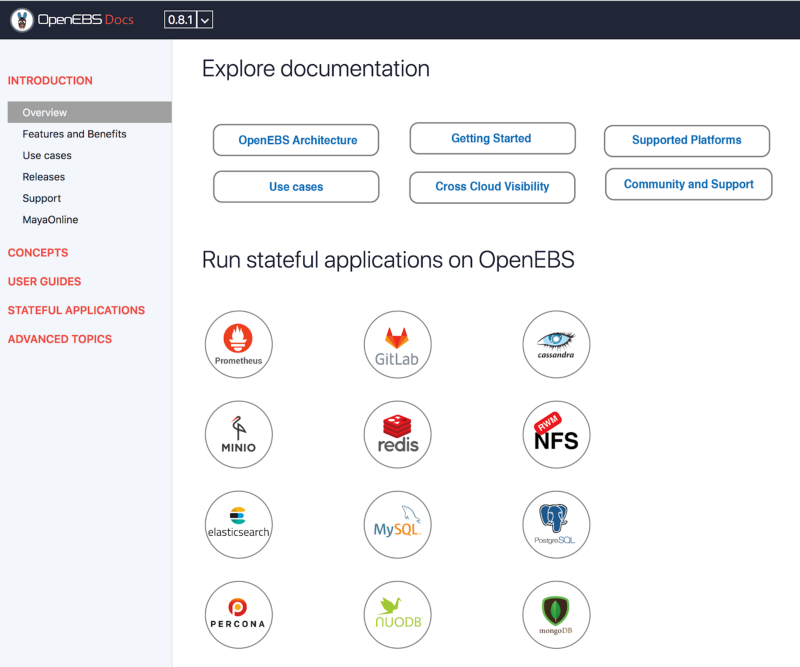 OpenEBS Docs
0.8.1
INTRODUCTION
Overview
Features and Benefits
Use cases
Releases
Support
MayaOnline
CONCEPTS
USER GUIDES
STATEFUL APPLICATIONS
ADVANCED TOPICS
Explore documentation
OpenEBS Architecture
Getting Started
Supported Platforms
Use cases
Cross Cloud Visibility
Community and Support
Run stateful applications on OpenEBS
Prometheus
GitLab
cassandra
MINIO
redis
RWM
NFS
elasticsearch
MySQL
PostgreSQL
PERCONA
NUODB
mongoDB